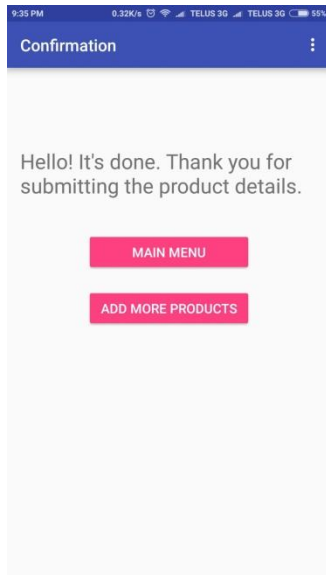 9:35 PM 0.32K/s TELUS 3G TELUS 3G 55%
Confirmation
Hello! It's done. Thank you for
submitting the product details.
MAIN MENU
ADD MORE PRODUCTS